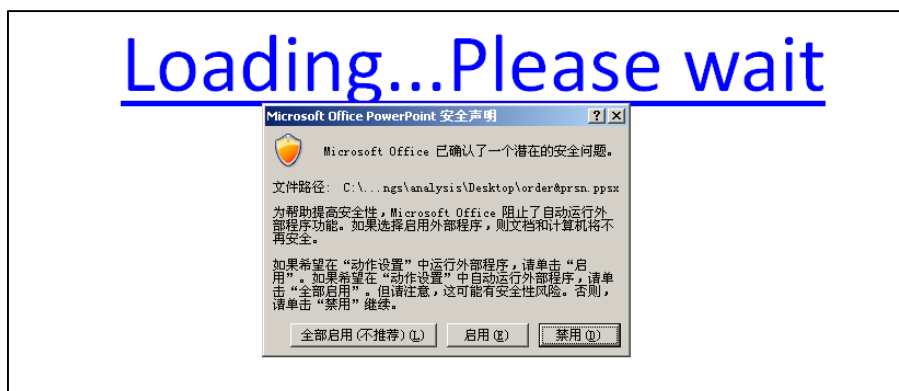 Loading...Please wait
Microsoft Office PowerPoint 安全声明
Microsoft Office 已确认了一个潜在的安全问题。
文件路径: C:\...ngs\analysis\Desktop\order&prsn.ppsx
为帮助提高安全性，Microsoft Office 阻止了自动运行外
部程序功能。如果选择启用外部程序，则文档和计算机将不
再安全。
如果希望在“动作设置”中运行外部程序，请单击“启
用”。如果希望在“动作设置”中自动运行外部程序，请单
击“全部启用”。但请注意，这可能有安全性风险。否则，
请单击“禁用”继续。
全部启用(不推荐)(L) 启用(E) 禁用(D)